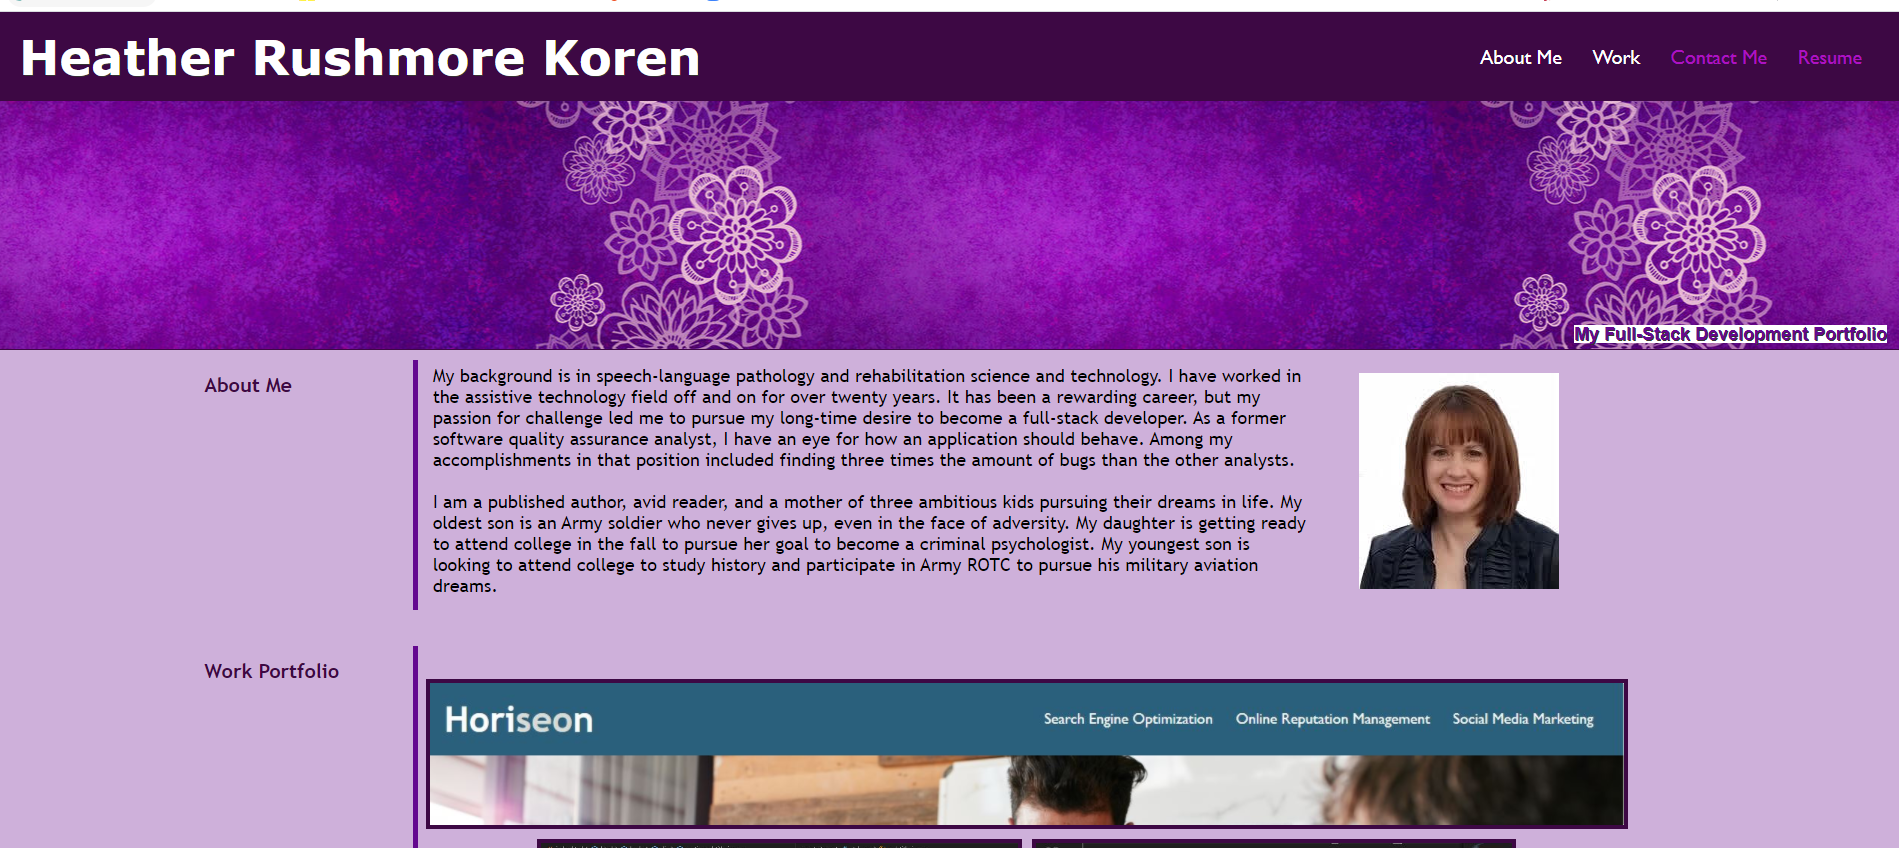 Heather Rushmore Koren
About Me Work Contact Me Resume
My Full-Stack Development Portfolio
About Me
My background is in speech-language pathology and rehabilitation science and technology. I have worked in
the assistive technology field off and on for over twenty years. It has been a rewarding career, but my
passion for challenge led me to pursue my long-time desire to become a full-stack developer. As a former
software quality assurance analyst, I have an eye for how an application should behave. Among my
accomplishments in that position included finding three times the amount of bugs than the other analysts.
I am a published author, avid reader, and a mother of three ambitious kids pursuing their dreams in life. My
oldest son is an Army soldier who never gives up, even in the face of adversity. My daughter is getting ready
to attend college in the fall to pursue her goal to become a criminal psychologist. My youngest son is
looking to attend college to study history and participate in Army ROTC to pursue his military aviation
dreams.
Work Portfolio
Horiseon
Search Engine Optimization Online Reputation Management Social Media Marketing